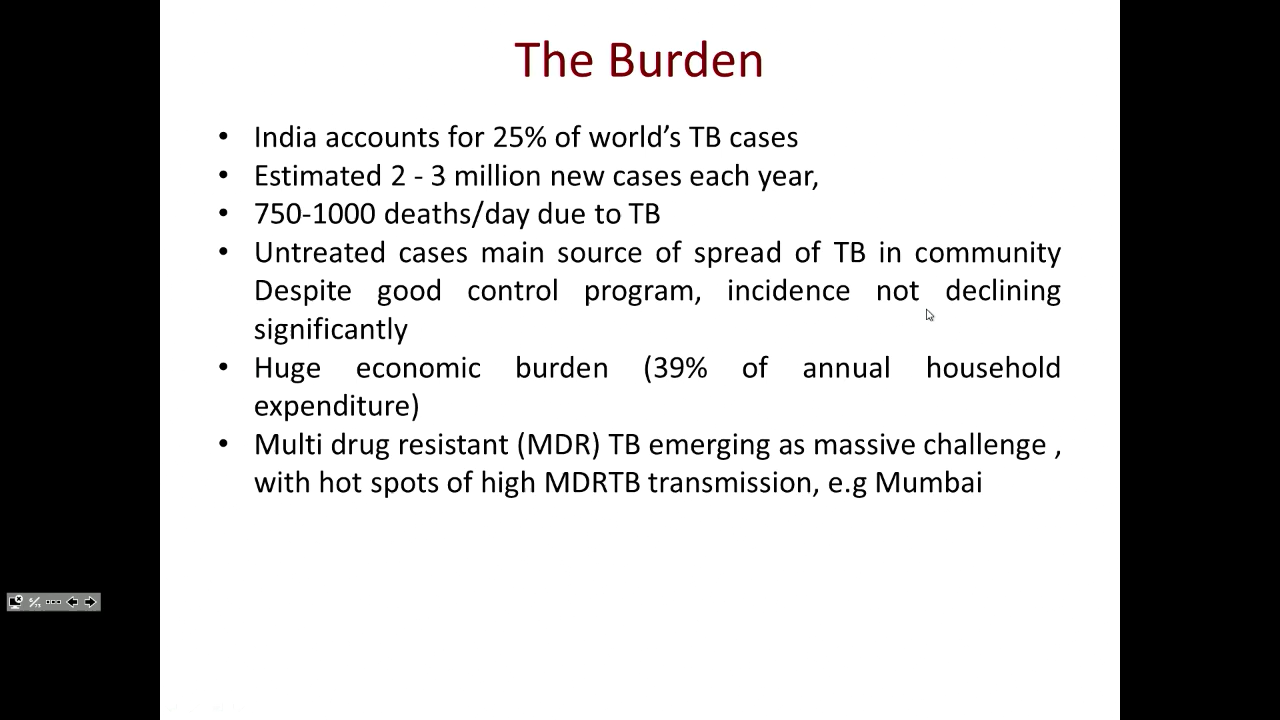 The Burden
• India accounts for 25% of world’s TB cases
• Estimated 2 - 3 million new cases each year,
• 750-1000 deaths/day due to TB
• Untreated cases main source of spread of TB in community
Despite good control program, incidence not declining
significantly
• Huge economic burden (39% of annual household
expenditure)
• Multi drug resistant (MDR) TB emerging as massive challenge ,
with hot spots of high MDRTB transmission, e.g Mumbai